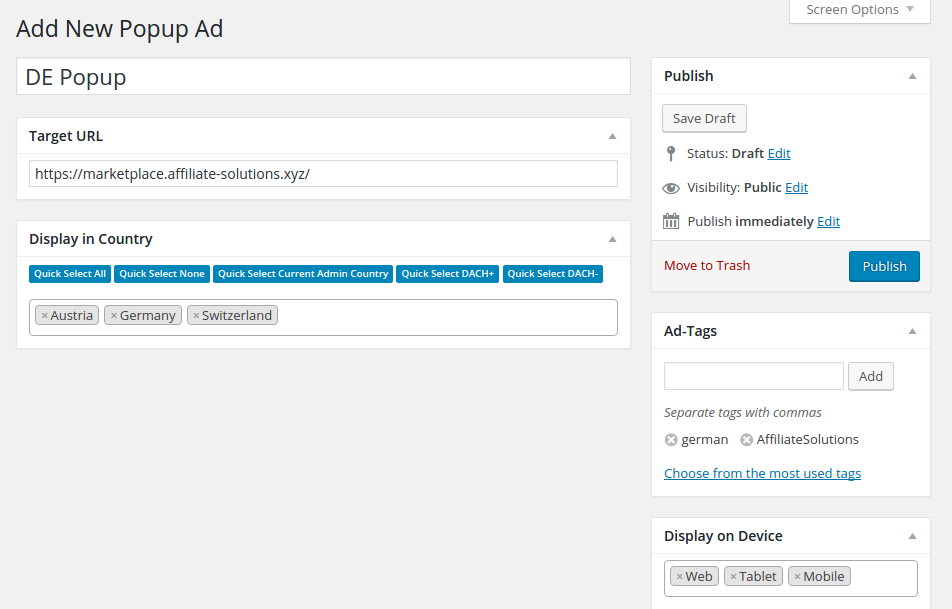 Screen Options
Add New Popup Ad
DE Popup
Target URL
https://marketplace.affiliate-solutions.xyz/
Display in Country
Quick Select All Quick Select None Quick Select Current Admin Country Quick Select DACH+ Quick Select DACH-
× Austria × Germany × Switzerland
Publish
Save Draft
Status: Draft Edit
Visibility: Public Edit
Publish immediately Edit
Move to Trash Publish
Ad-Tags
Add
Separate tags with commas
german AffiliateSolutions
Choose from the most used tags
Display on Device
× Web × Tablet × Mobile